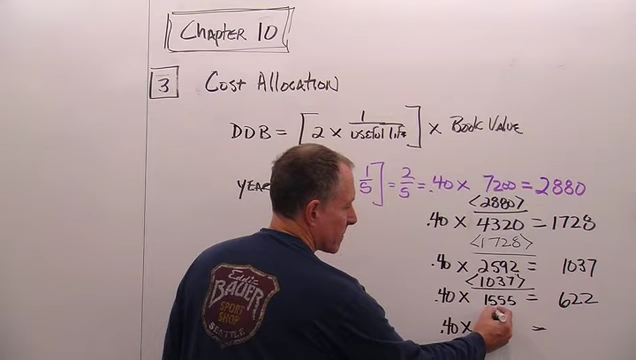 Chapter 10
3 Cost Allocation
DDB = [2 × 1/useful life] × Book Value
Year 1/5] = 2/5 = .40 × 7200 = 2880
<2880>
.40 × 4320 = 1728
<1728>
.40 × 2592 = 1037
<1037>
.40 × 1555 = 622
.40 × =
Eddie
BAUER
SPORT
SHOP
SEATTLE